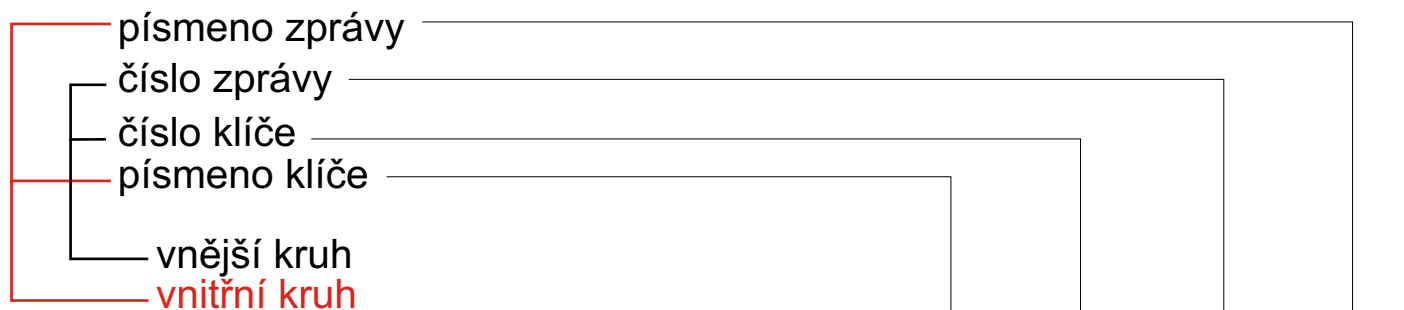 písmeno zprávy
číslo zprávy
číslo klíče
písmeno klíče
vnější kruh
vnitřní kruh